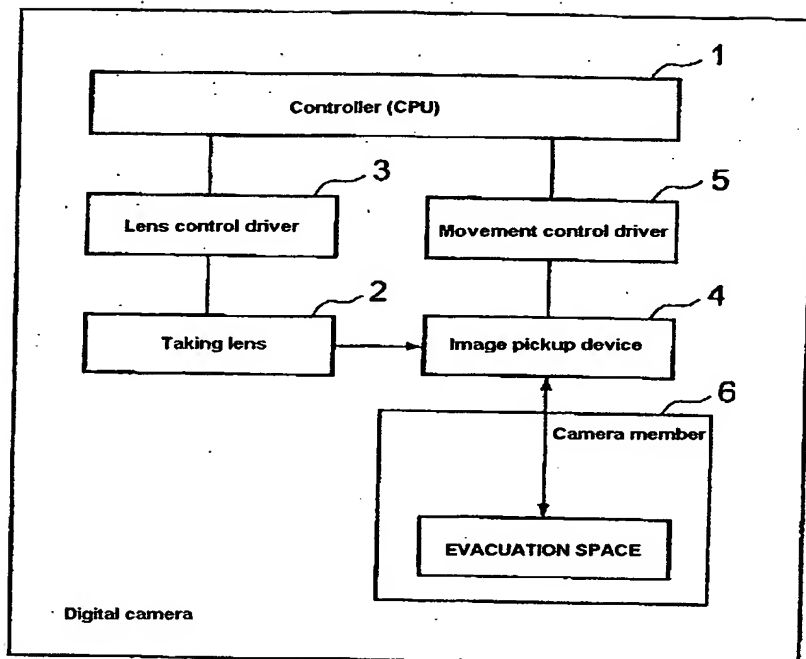 1
Controller (CPU)
3
5
Lens control driver
Movement control driver
2
4
Taking lens
Image pickup device
6
Camera member
EVACUATION SPACE
Digital camera